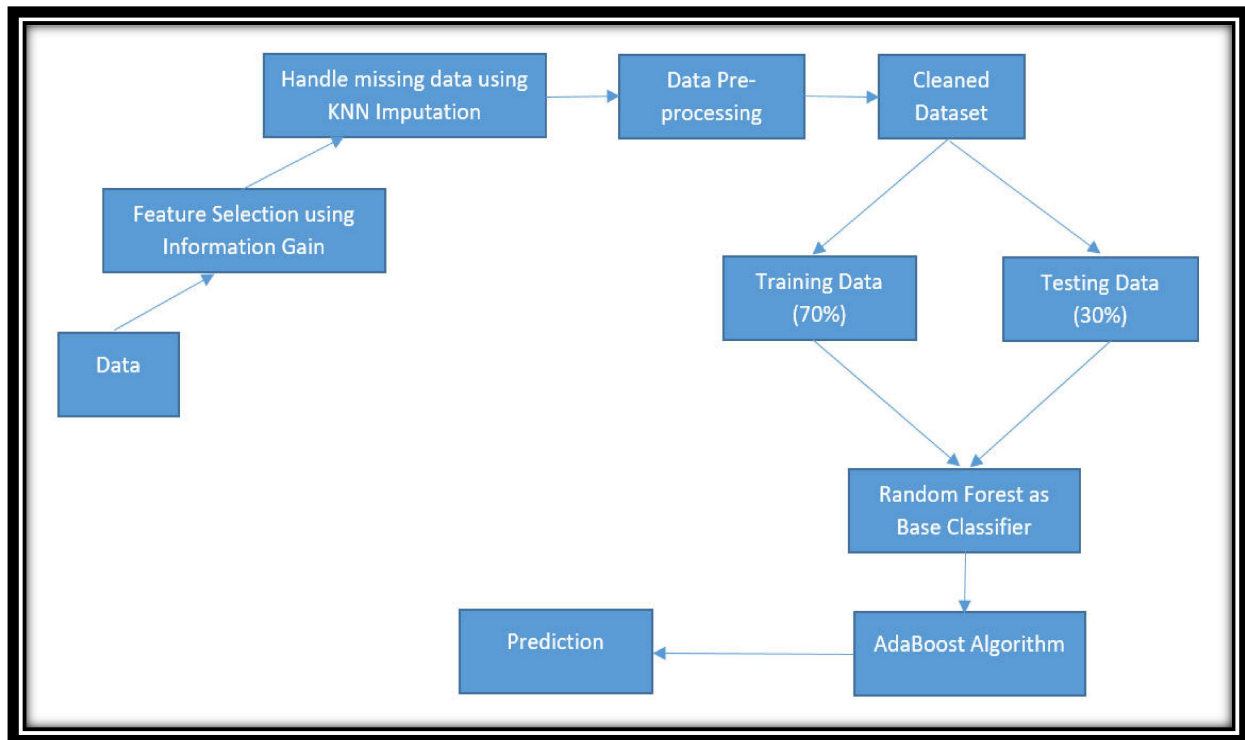 Handle missing data using
KNN Imputation
Data Pre-
processing
Cleaned
Dataset
Feature Selection using
Information Gain
Training Data
(70%)
Testing Data
(30%)
Data
Random Forest as
Base Classifier
Prediction
AdaBoost Algorithm